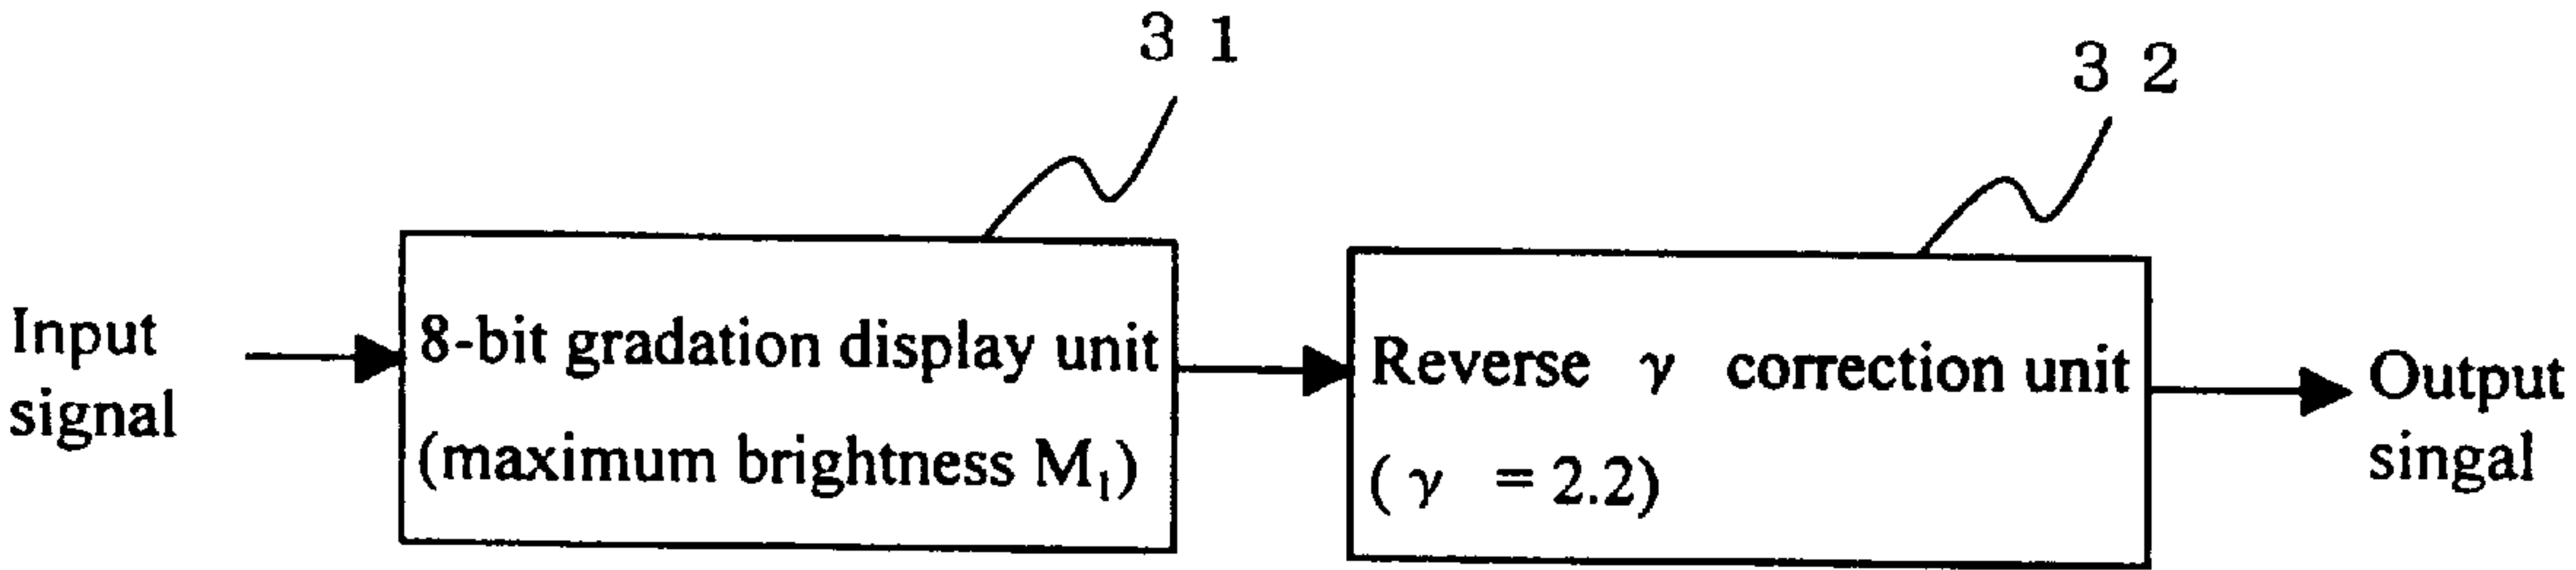 3 1
3 2
Input
signal
8-bit gradation display unit
(maximum brightness M₁)
Reverse γ correction unit
( γ = 2.2)
Output
singal